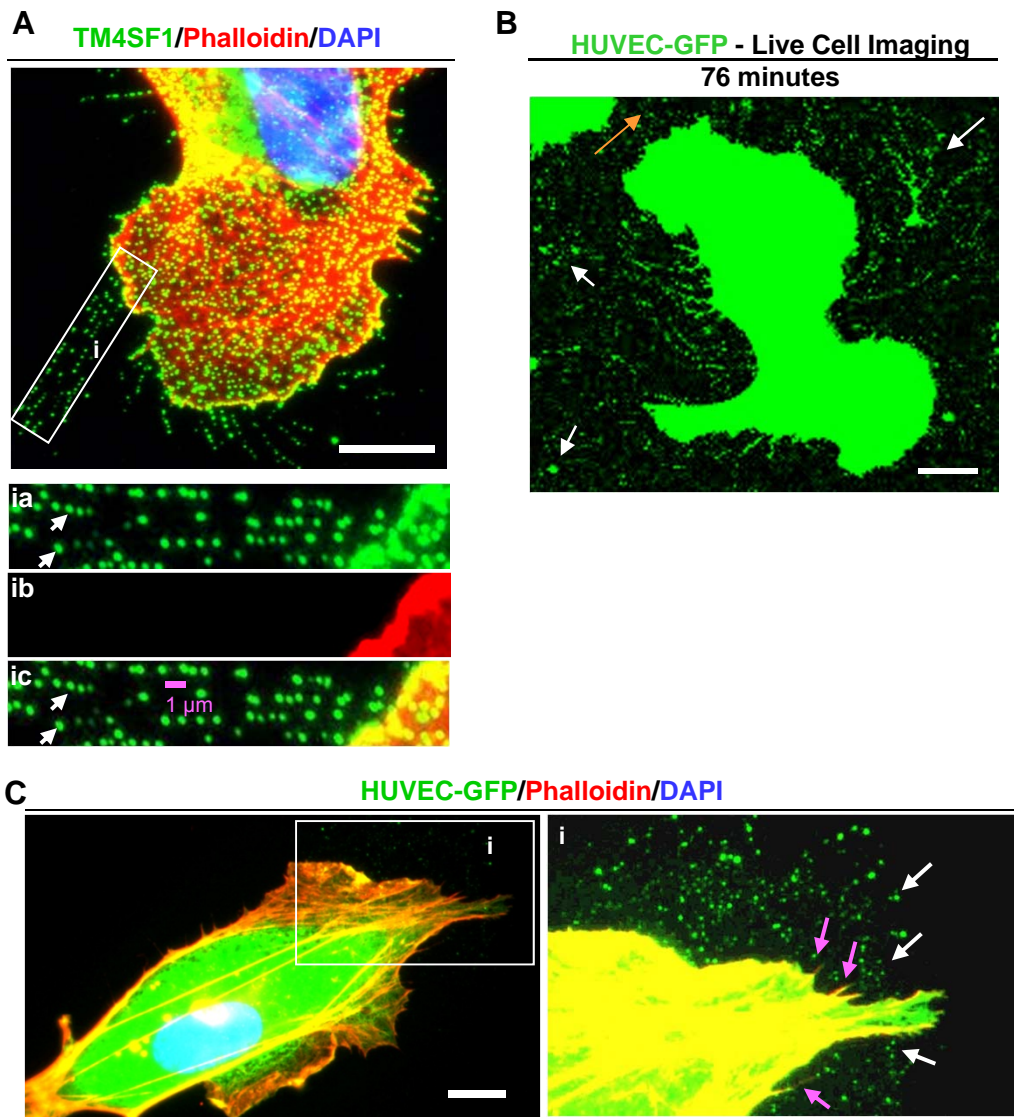 A
TM4SF1/Phalloidin/DAPI
i
ia
ib
ic
1 µm
B
HUVEC-GFP - Live Cell Imaging
76 minutes
C
HUVEC-GFP/Phalloidin/DAPI
i
i